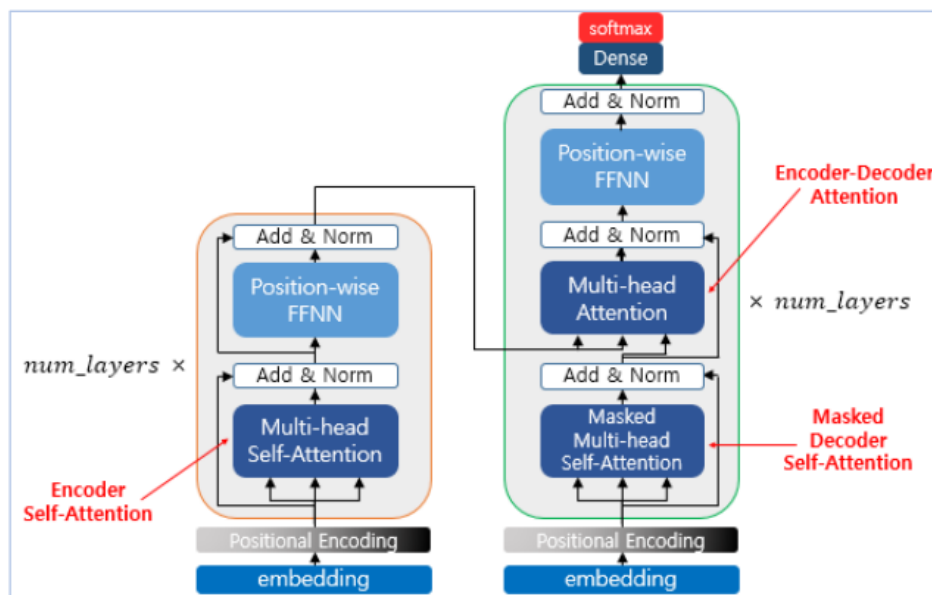 softmax
Dense
Add & Norm
Position-wise
FFNN
Encoder-Decoder
Attention
Add & Norm
Add & Norm
Position-wise
FFNN
Multi-head
Attention
× num_layers
num_layers ×
Add & Norm
Add & Norm
Multi-head
Self-Attention
Masked
Multi-head
Self-Attention
Masked
Decoder
Self-Attention
Encoder
Self-Attention
Positional Encoding
Positional Encoding
embedding
embedding